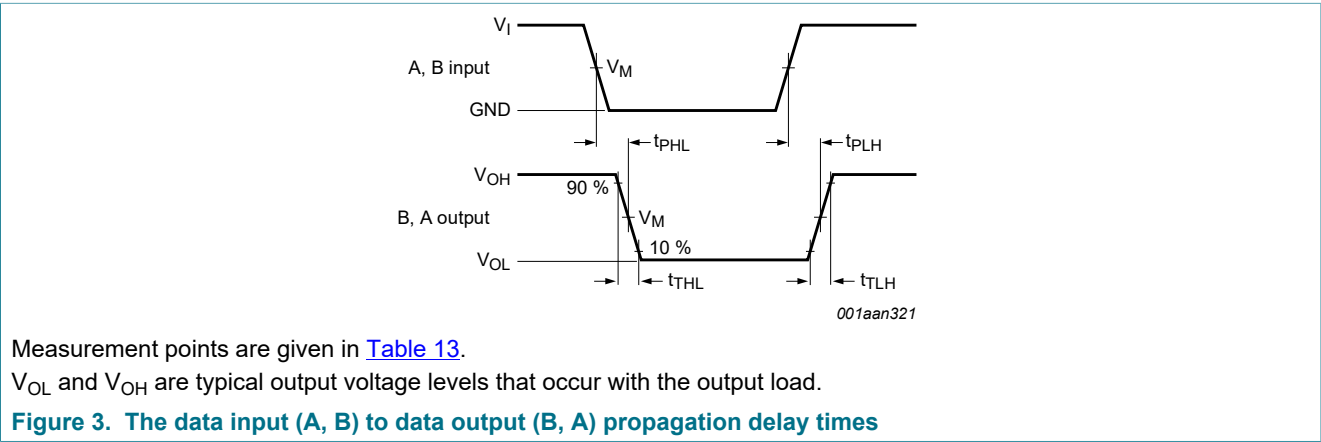 VI
A, B input
VM
GND
tPHL
tPLH
VOH
90 %
B, A output
VM
10 %
VOL
tTHL
tTLH
001aan321
Measurement points are given in Table 13.
VOL and VOH are typical output voltage levels that occur with the output load.
Figure 3. The data input (A, B) to data output (B, A) propagation delay times